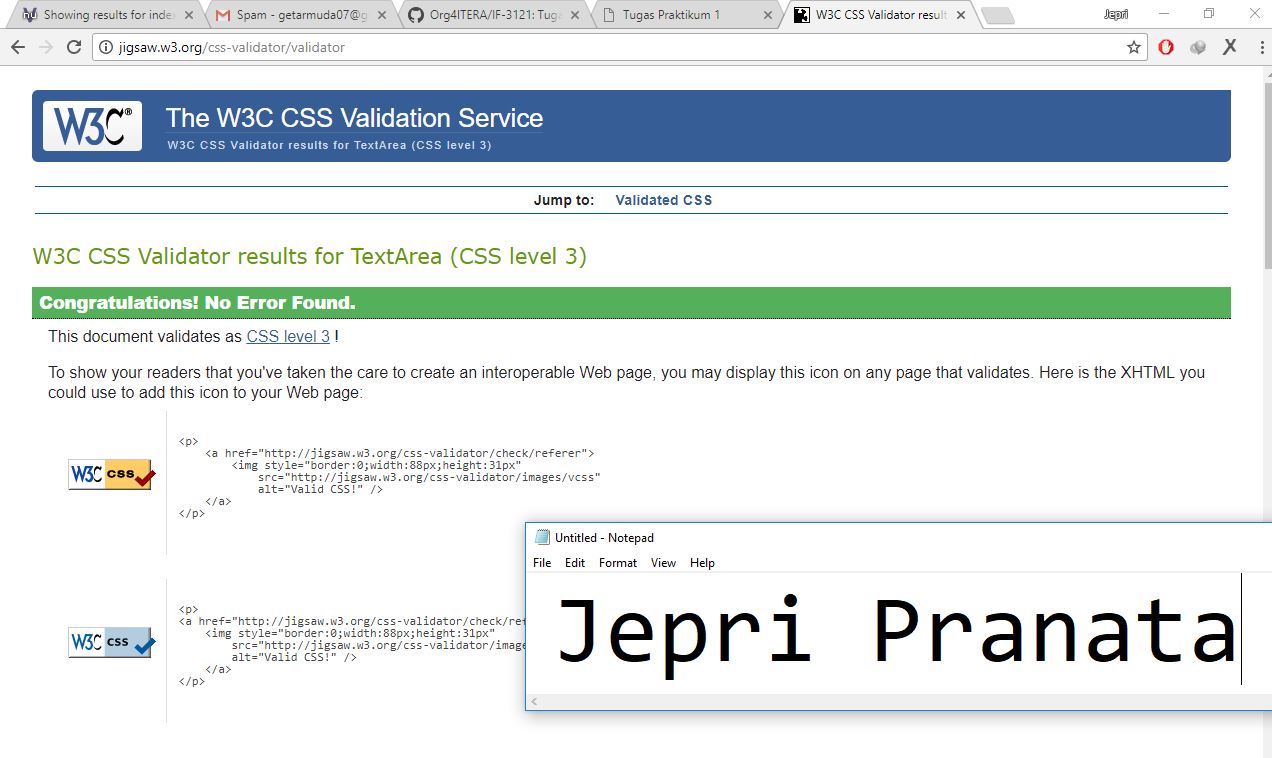 Showing results for index
Spam - getarmuda07@g
Org4ITERA/IF-3121: Tuga
Tugas Praktikum 1
W3C CSS Validator result
Jepri
jigsaw.w3.org/css-validator/validator
W3C®
The W3C CSS Validation Service
W3C CSS Validator results for TextArea (CSS level 3)
Jump to: Validated CSS
W3C CSS Validator results for TextArea (CSS level 3)
Congratulations! No Error Found.
This document validates as CSS level 3 !
To show your readers that you've taken the care to create an interoperable Web page, you may display this icon on any page that validates. Here is the XHTML you
could use to add this icon to your Web page:
W3C css
<p>
<a href="http://jigsaw.w3.org/css-validator/check/referer">
<img style="border:0;width:88px;height:31px"
src="http://jigsaw.w3.org/css-validator/images/vcss"
alt="Valid CSS!" />
</a>
</p>
W3C css
<p>
<a href="http://jigsaw.w3.org/css-validator/check/ref
<img style="border:0;width:88px;height:31px"
src="http://jigsaw.w3.org/css-validator/image
alt="Valid CSS!" />
</a>
</p>
Untitled - Notepad
File Edit Format View Help
Jepri Pranata